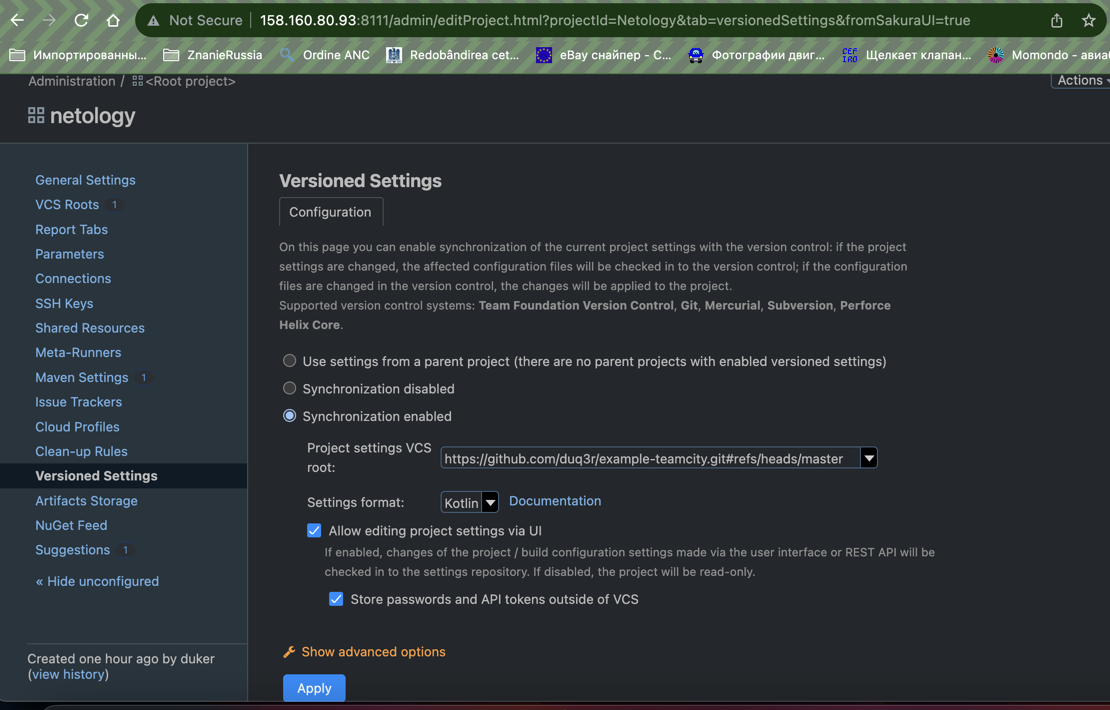 Not Secure | 158.160.80.93:8111/admin/editProject.html?projectId=Netology&tab=versionedSettings&fromSakuraUI=true
Импортированны... ZnanieRussia Ordine ANC Redobândirea cet... eBay снайпер - С... Фотографии двиг... CEF IRO Щелкает клапан... Momondo - авиа
Administration / <Root project>
Actions
netology
General Settings
VCS Roots 1
Report Tabs
Parameters
Connections
SSH Keys
Shared Resources
Meta-Runners
Maven Settings 1
Issue Trackers
Cloud Profiles
Clean-up Rules
Versioned Settings
Artifacts Storage
NuGet Feed
Suggestions 1
« Hide unconfigured
Created one hour ago by duker
(view history)
Versioned Settings
Configuration
On this page you can enable synchronization of the current project settings with the version control: if the project
settings are changed, the affected configuration files will be checked in to the version control; if the configuration
files are changed in the version control, the changes will be applied to the project.
Supported version control systems: Team Foundation Version Control, Git, Mercurial, Subversion, Perforce
Helix Core.
Use settings from a parent project (there are no parent projects with enabled versioned settings)
Synchronization disabled
Synchronization enabled
Project settings VCS
root:
https://github.com/duq3r/example-teamcity.git#refs/heads/master
Settings format: Kotlin Documentation
Allow editing project settings via UI
If enabled, changes of the project / build configuration settings made via the user interface or REST API will be
checked in to the settings repository. If disabled, the project will be read-only.
Store passwords and API tokens outside of VCS
Show advanced options
Apply